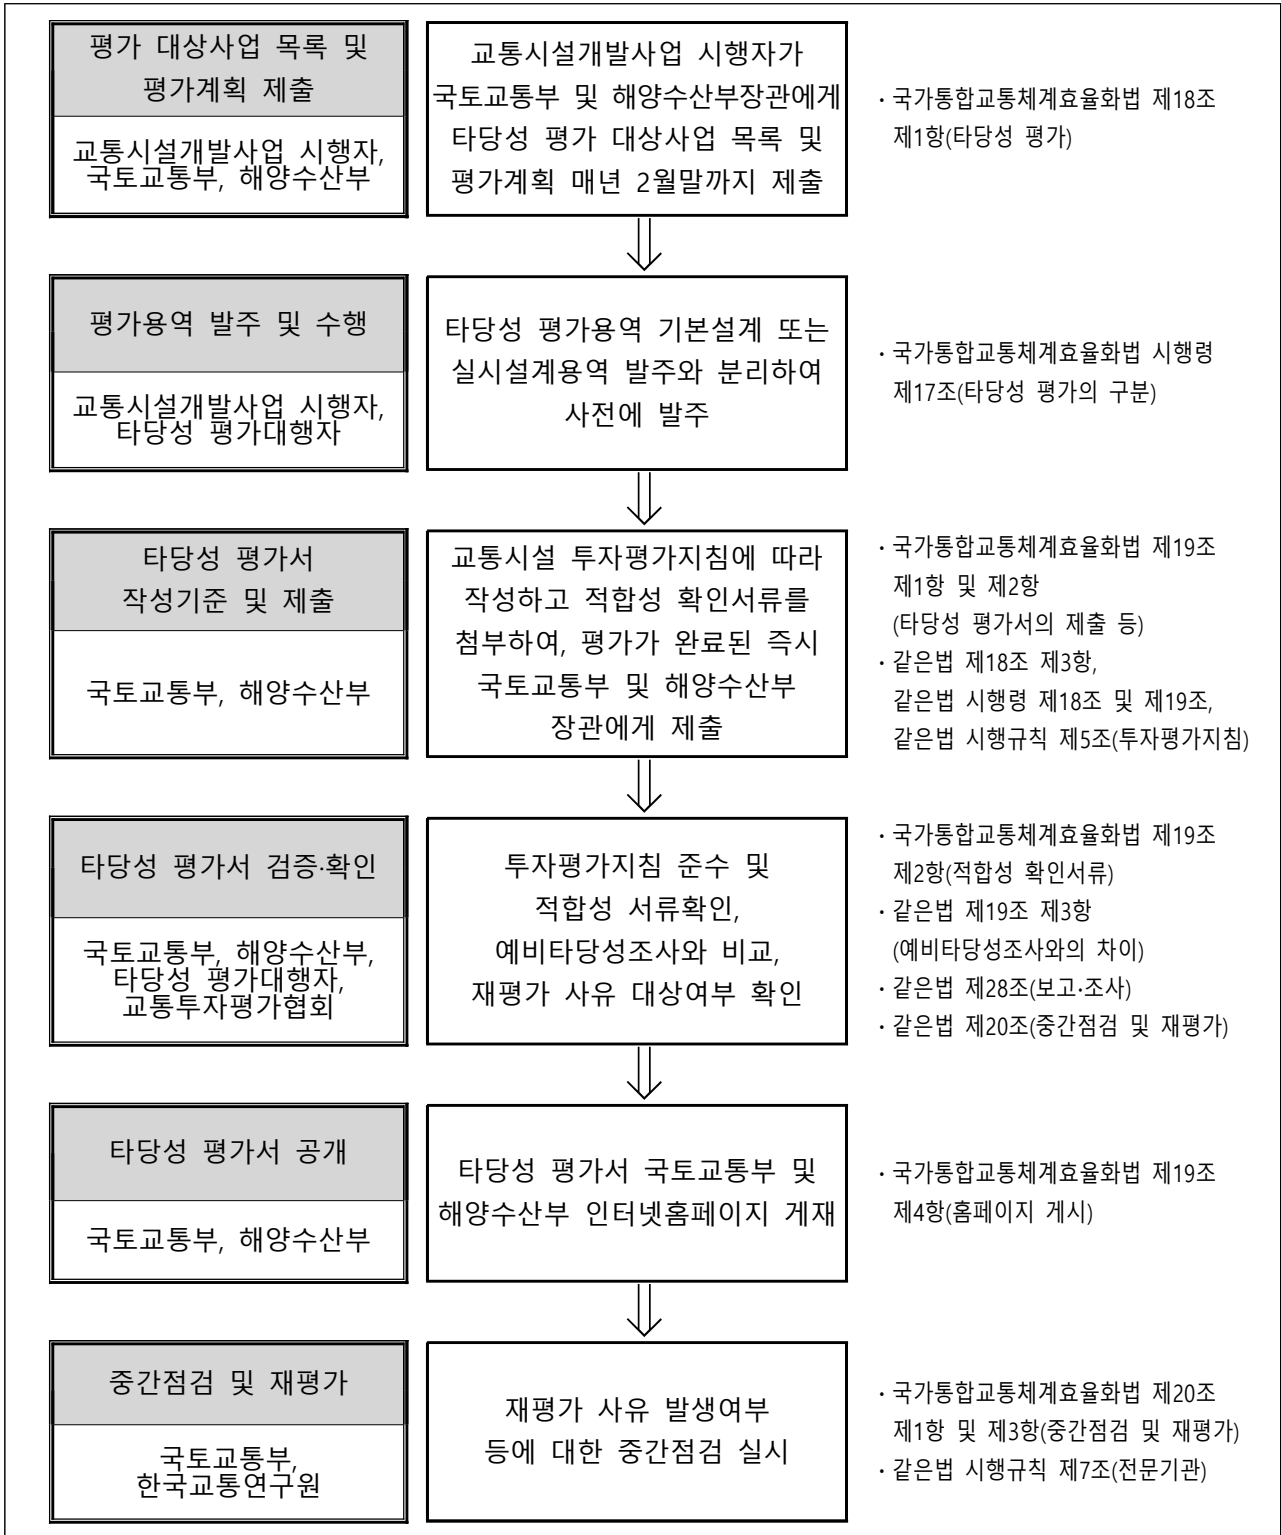 평가 대상사업 목록 및
평가계획 제출
교통시설개발사업 시행자,
국토교통부, 해양수산부
교통시설개발사업 시행자가
국토교통부 및 해양수산부장관에게
타당성 평가 대상사업 목록 및
평가계획 매년 2월말까지 제출
· 국가통합교통체계효율화법 제18조
제1항(타당성 평가)
평가용역 발주 및 수행
교통시설개발사업 시행자,
타당성 평가대행자
타당성 평가용역 기본설계 또는
실시설계용역 발주와 분리하여
사전에 발주
· 국가통합교통체계효율화법 시행령
제17조(타당성 평가의 구분)
타당성 평가서
작성기준 및 제출
국토교통부, 해양수산부
교통시설 투자평가지침에 따라
작성하고 적합성 확인서류를
첨부하여, 평가가 완료된 즉시
국토교통부 및 해양수산부
장관에게 제출
· 국가통합교통체계효율화법 제19조
제1항 및 제2항
(타당성 평가서의 제출 등)
· 같은법 제18조 제3항,
같은법 시행령 제18조 및 제19조,
같은법 시행규칙 제5조(투자평가지침)
타당성 평가서 검증·확인
국토교통부, 해양수산부,
타당성 평가대행자,
교통투자평가협회
투자평가지침 준수 및
적합성 서류확인,
예비타당성조사와 비교,
재평가 사유 대상여부 확인
· 국가통합교통체계효율화법 제19조
제2항(적합성 확인서류)
· 같은법 제19조 제3항
(예비타당성조사와의 차이)
· 같은법 제28조(보고·조사)
· 같은법 제20조(중간점검 및 재평가)
타당성 평가서 공개
국토교통부, 해양수산부
타당성 평가서 국토교통부 및
해양수산부 인터넷홈페이지 게재
· 국가통합교통체계효율화법 제19조
제4항(홈페이지 게시)
중간점검 및 재평가
국토교통부,
한국교통연구원
재평가 사유 발생여부
등에 대한 중간점검 실시
· 국가통합교통체계효율화법 제20조
제1항 및 제3항(중간점검 및 재평가)
· 같은법 시행규칙 제7조(전문기관)